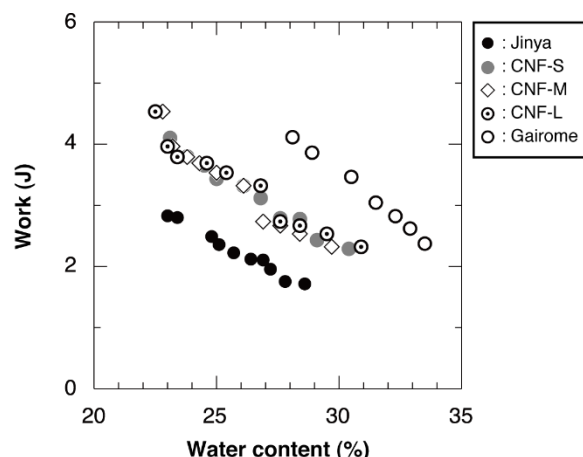 6
4
2
0
20
25
30
35
Work (J)
Water content (%)
: Jinya
: CNF-S
: CNF-M
: CNF-L
: Gairome